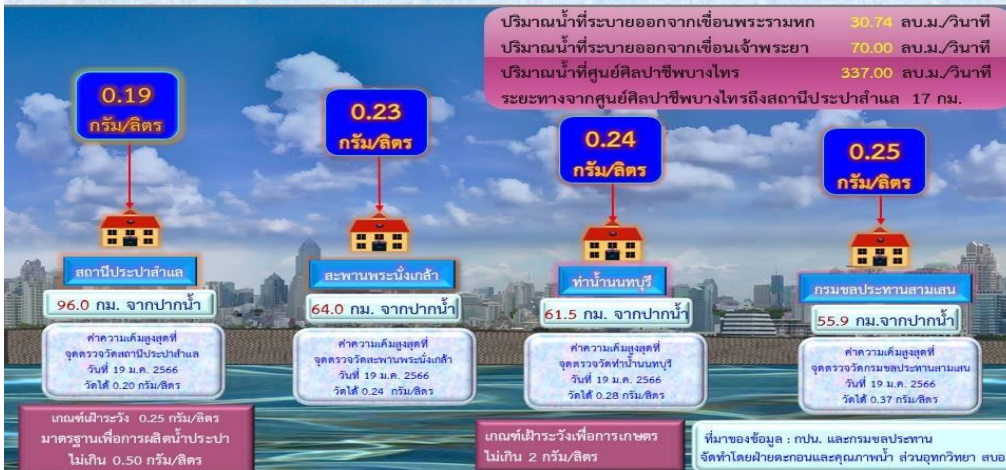 ปริมาณน้ำที่ระบายออกจากเขื่อนพระรามหก 30.74 ลบ.ม./วินาที
ปริมาณน้ำที่ระบายออกจากเขื่อนเจ้าพระยา 70.00 ลบ.ม./วินาที
ปริมาณน้ำที่ศูนย์ศิลปาชีพบางไทร 337.00 ลบ.ม./วินาที
ระยะทางจากศูนย์ศิลปาชีพบางไทรถึงสถานีประปาสำแล 17 กม.
0.19
กรัม/ลิตร
0.23
กรัม/ลิตร
0.24
กรัม/ลิตร
0.25
กรัม/ลิตร
สถานีประปาสำแล
สะพานพระนั่งเกล้า
ท่าน้ำนนทบุรี
กรมชลประทานสามเสน
96.0 กม. จากปากน้ำ
64.0 กม. จากปากน้ำ
61.5 กม. จากปากน้ำ
55.9 กม.จากปากน้ำ
ค่าความเค็มสูงสุดที่
จุดตรวจวัดสถานีประปาสำแล
วันที่ 19 ม.ค. 2566
วัดได้ 0.20 กรัม/ลิตร
ค่าความเค็มสูงสุดที่
จุดตรวจวัดสะพานพระนั่งเกล้า
วันที่ 19 ม.ค. 2566
วัดได้ 0.24 กรัม/ลิตร
ค่าความเค็มสูงสุดที่
จุดตรวจวัดท่าน้ำนนทบุรี
วันที่ 19 ม.ค. 2566
วัดได้ 0.28 กรัม/ลิตร
ค่าความเค็มสูงสุดที่
จุดตรวจวัดกรมชลประทานสามเสน
วันที่ 19 ม.ค. 2566
วัดได้ 0.37 กรัม/ลิตร
เกณฑ์เฝ้าระวัง 0.25 กรัม/ลิตร
มาตรฐานเพื่อการผลิตน้ำประปา
ไม่เกิน 0.50 กรัม/ลิตร
เกณฑ์เฝ้าระวังเพื่อการเกษตร
ไม่เกิน 2 กรัม/ลิตร
ที่มาของข้อมูล : กปน. และกรมชลประทาน
จัดทำโดยฝ่ายตะกอนและคุณภาพน้ำ ส่วนอุทกวิทยา สบอ